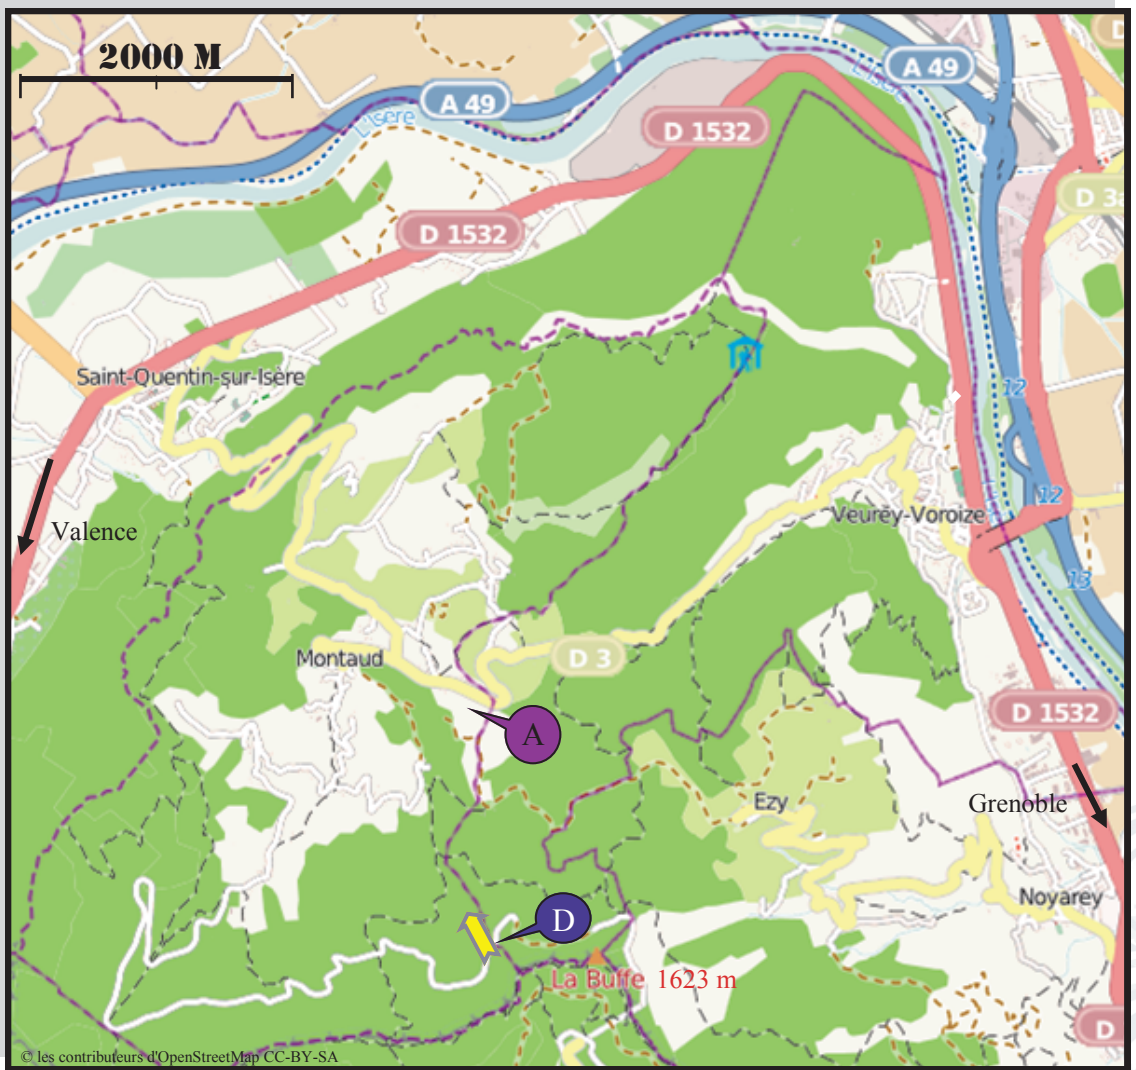 2000 M
A 49
A 49
L'Isère
L'Isère
D 1532
D 3a
D 1532
Saint-Quentin-sur-Isère
12
12
Veurey-Voroize
Valence
13
D 3
Montaud
D 1532
A
Ezy
Grenoble
Noyarey
D
La Buffe 1623 m
D
© les contributeurs d'OpenStreetMap CC-BY-SA